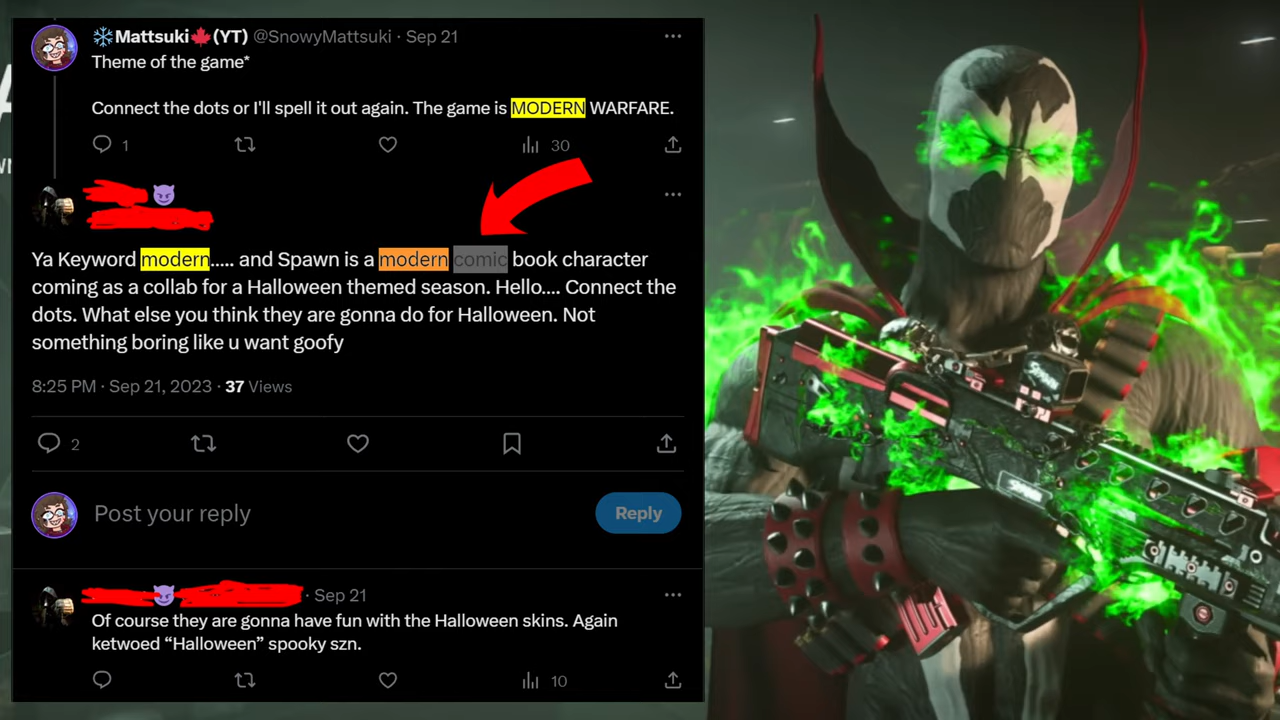 ❄️Mattsuki🍁(YT) @SnowyMattsuki · Sep 21
Theme of the game*
Connect the dots or I'll spell it out again. The game is MODERN WARFARE.
1
30
😈
Ya Keyword modern..... and Spawn is a modern comic book character
coming as a collab for a Halloween themed season. Hello.... Connect the
dots. What else you think they are gonna do for Halloween. Not
something boring like u want goofy
8:25 PM · Sep 21, 2023 · 37 Views
2
Post your reply
Reply
😈 · Sep 21
Of course they are gonna have fun with the Halloween skins. Again
ketwoed “Halloween” spooky szn.
10
SPAWN
SPAWN